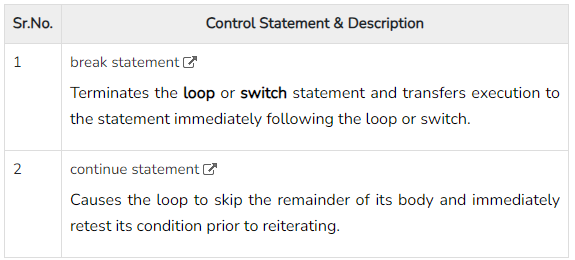 Sr.No. Control Statement & Description
1 break statement
Terminates the loop or switch statement and transfers execution to
the statement immediately following the loop or switch.
2 continue statement
Causes the loop to skip the remainder of its body and immediately
retest its condition prior to reiterating.